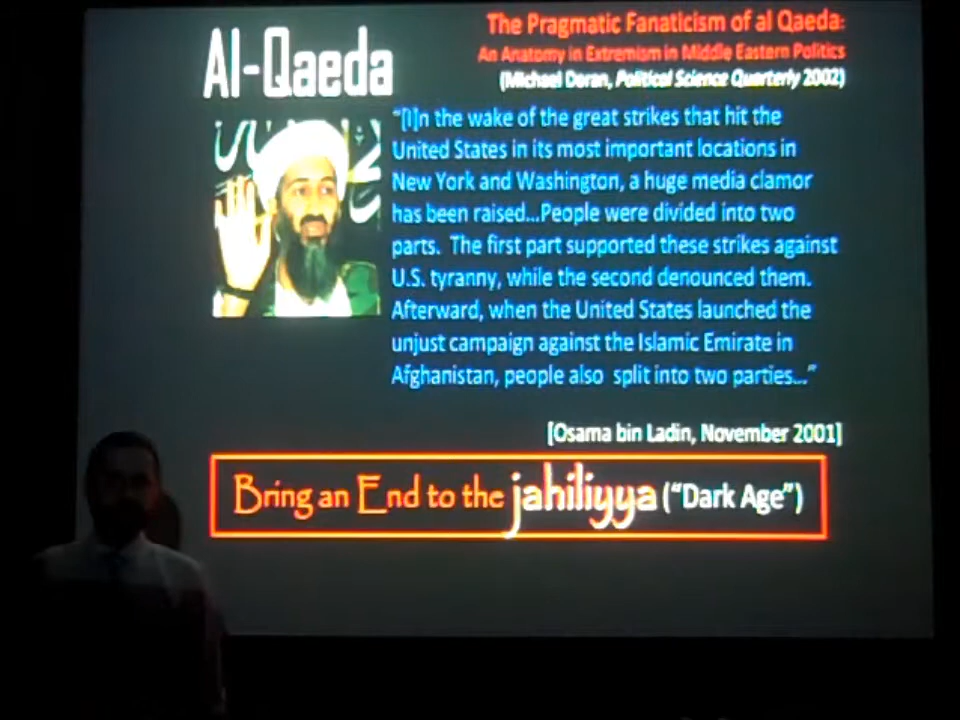 Al-Qaeda
The Pragmatic Fanaticism of al Qaeda:
An Anatomy in Extremism in Middle Eastern Politics
(Michael Doran, Political Science Quarterly 2002)
"[I]n the wake of the great strikes that hit the
United States in its most important locations in
New York and Washington, a huge media clamor
has been raised...People were divided into two
parts.  The first part supported these strikes against
U.S. tyranny, while the second denounced them.
Afterward, when the United States launched the
unjust campaign against the Islamic Emirate in
Afghanistan, people also  split into two parties..."
[Osama bin Ladin, November 2001]
Bring an End to the jahiliyya ("Dark Age")